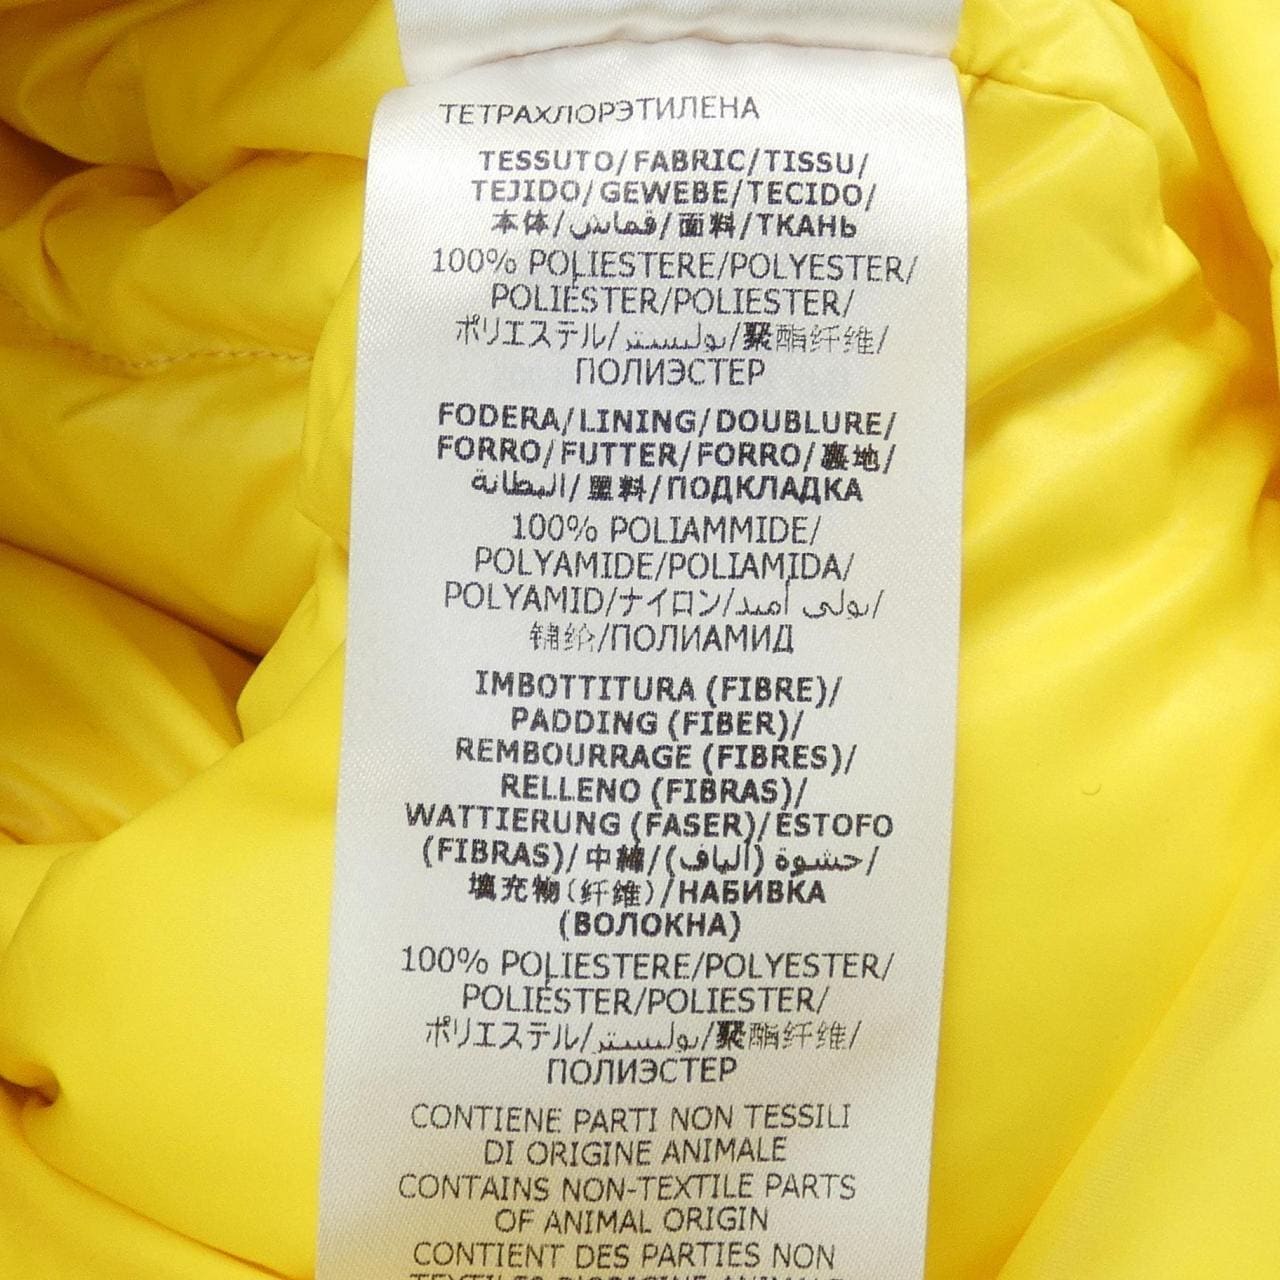 ТЕТРАХЛОРЭТИЛЕНА
TESSUTO/FABRIC/TISSU/
TEJIDO/GEWEBE/TECIDO/
本体/قماش/面料/ТКАНЬ
100% POLIESTERE/POLYESTER/
POLIÉSTER/POLIESTER/
ポリエステル/بوليستر/聚酯纤维/
ПОЛИЭСТЕР
FODERA/LINING/DOUBLURE/
FORRO/FUTTER/FORRO/裏地/
البطانة/里料/ПОДКЛАДКА
100% POLIAMMIDE/
POLYAMIDE/POLIAMIDA/
POLYAMID/ナイロン/بولي أميد/
锦纶/ПОЛИАМИД
IMBOTTITURA (FIBRE)/
PADDING (FIBER)/
REMBOURRAGE (FIBRES)/
RELLENO (FIBRAS)/
WATTIERUNG (FASER)/ESTOFO
(FIBRAS)/中綿/حشوة (ألياف)/
填充物(纤维)/НАБИВКА
(ВОЛОКНА)
100% POLIESTERE/POLYESTER/
POLIÉSTER/POLIESTER/
ポリエステル/بوليستر/聚酯纤维/
ПОЛИЭСТЕР
CONTIENE PARTI NON TESSILI
DI ORIGINE ANIMALE
CONTAINS NON-TEXTILE PARTS
OF ANIMAL ORIGIN
CONTIENT DES PARTIES NON
TEXTILES D'ORIGINE ANIMALE